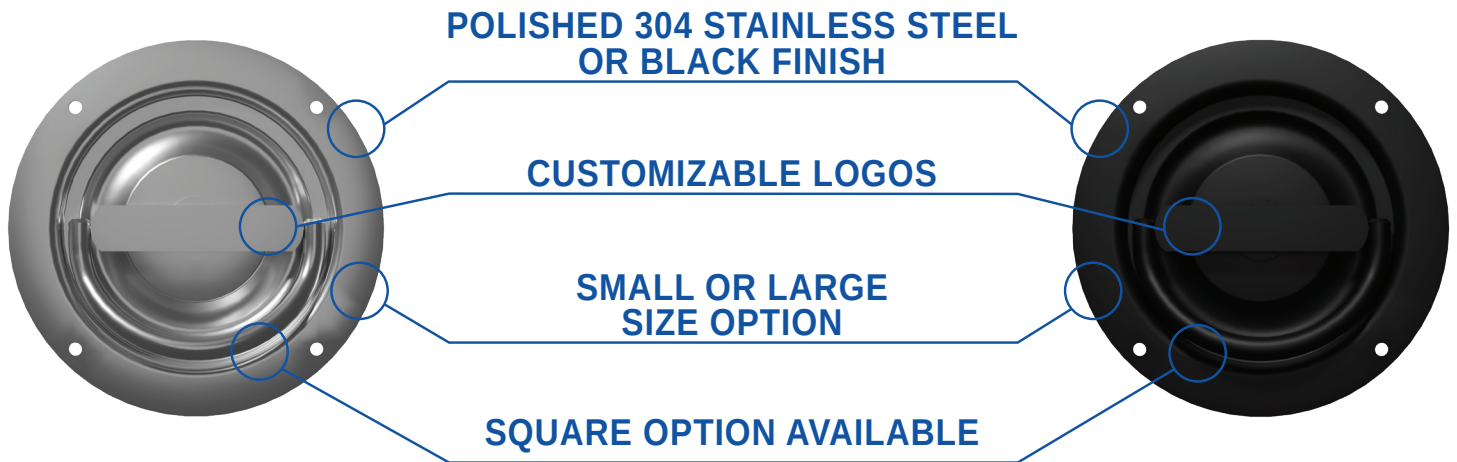 POLISHED 304 STAINLESS STEEL
OR BLACK FINISH
CUSTOMIZABLE LOGOS
SMALL OR LARGE
SIZE OPTION
SQUARE OPTION AVAILABLE